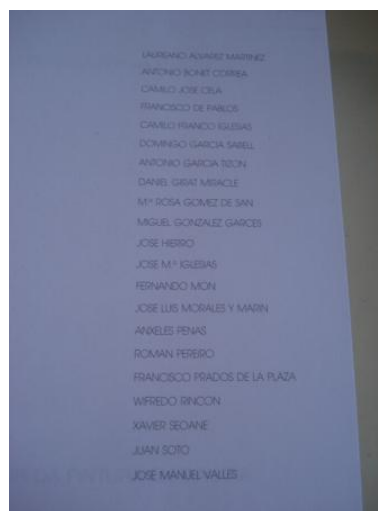 LAUREANO ALVAREZ MARTINEZ
ANTONIO BONET CORREA
CAMILO JOSE CELA
FRANCISCO DE PABLOS
CAMILO FRANCO IGLESIAS
DOMINGO GARCIA SABELL
ANTONIO GARCIA TIZON
DANIEL GIRAT MIRACLE
M.ª ROSA GOMEZ DE SAN
MIGUEL GONZALEZ GARCES
JOSE HIERRO
JOSE M.ª IGLESIAS
FERNANDO MON
JOSE LUIS MORALES Y MARIN
ANXELES PENAS
ROMAN PEREIRO
FRANCISCO PRADOS DE LA PLAZA
WIFREDO RINCON
XAVIER SEOANE
JUAN SOTO
JOSE MANUEL VALLES